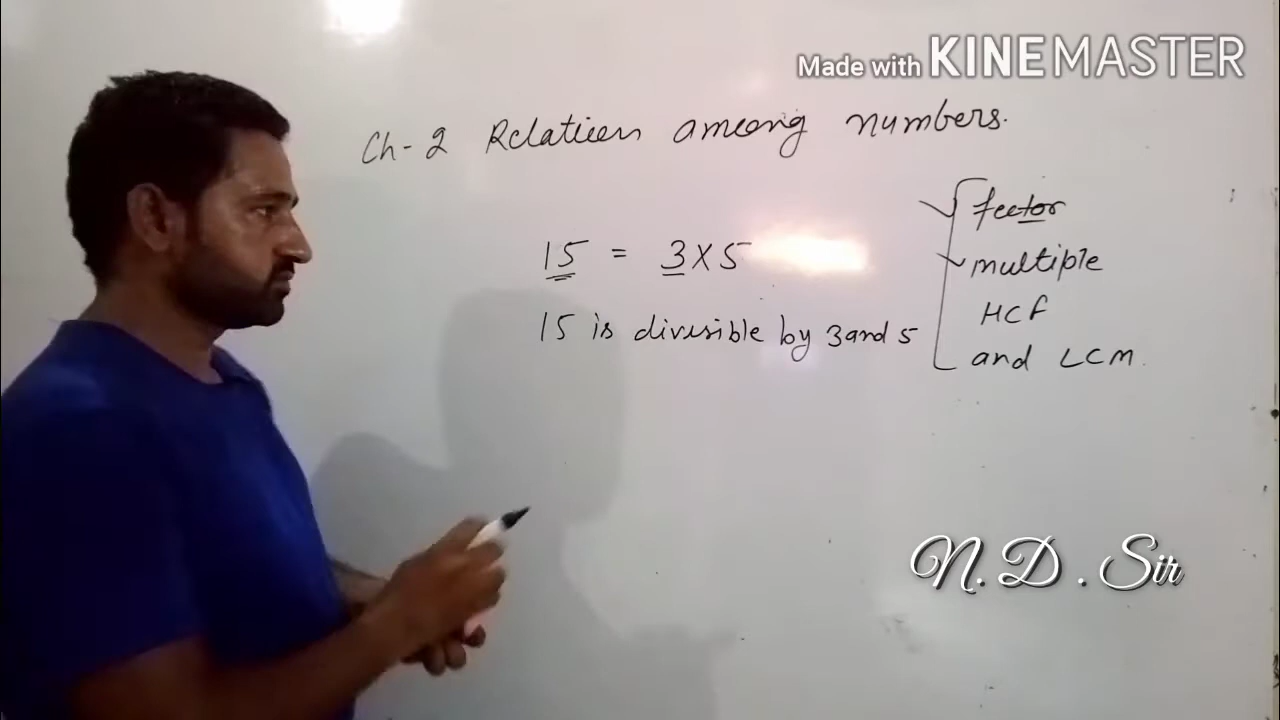 Made with KINEMASTER
Ch-2 Relation among numbers.
factor
15 = 3×5
multiple
HCF
15 is divisible by 3 and 5
and LCM.
N. D. Sir